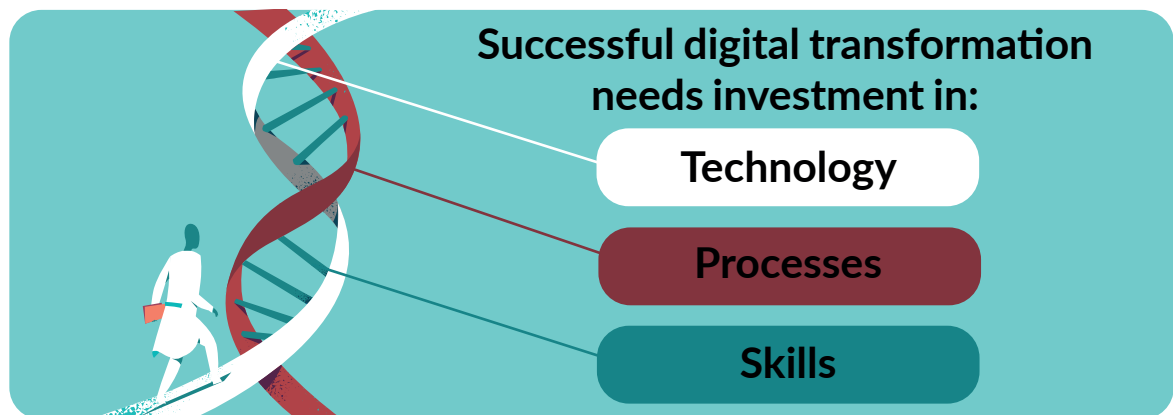 Successful digital transformation
needs investment in:
Technology
Processes
Skills